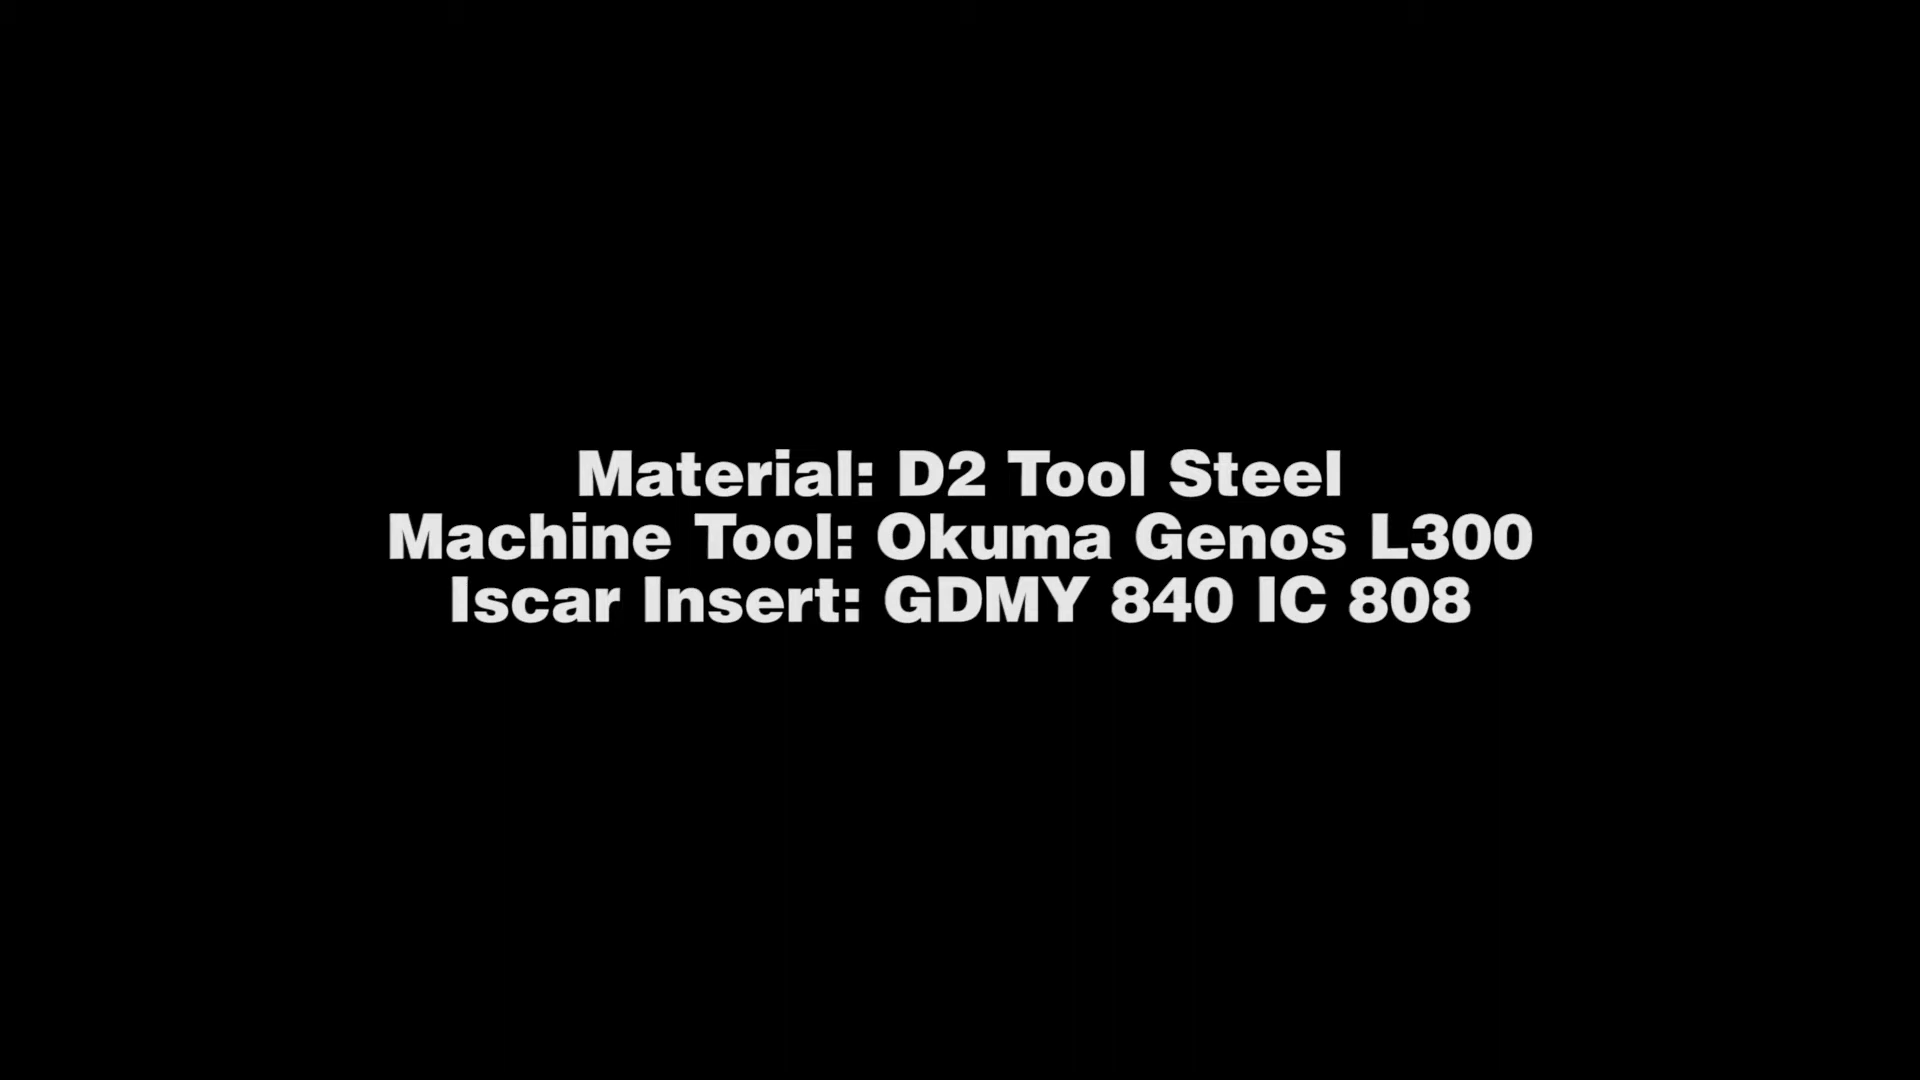 Material: D2 Tool Steel
Machine Tool: Okuma Genos L300
Iscar Insert: GDMY 840 IC 808